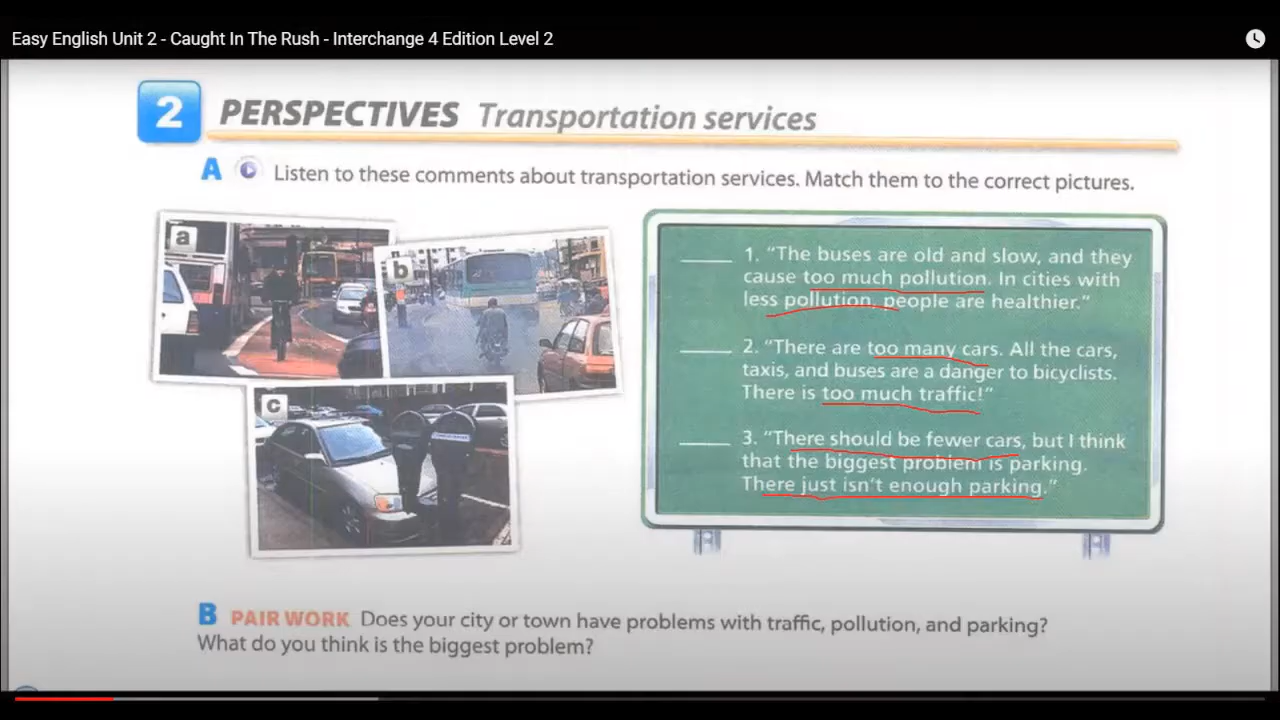 Easy English Unit 2 - Caught In The Rush - Interchange 4 Edition Level 2
2 PERSPECTIVES Transportation services
A Listen to these comments about transportation services. Match them to the correct pictures.
a
b
c
____ 1. “The buses are old and slow, and they
cause too much pollution. In cities with
less pollution, people are healthier.”
____ 2. “There are too many cars. All the cars,
taxis, and buses are a danger to bicyclists.
There is too much traffic!”
____ 3. “There should be fewer cars, but I think
that the biggest problem is parking.
There just isn’t enough parking.”
B PAIR WORK Does your city or town have problems with traffic, pollution, and parking?
What do you think is the biggest problem?